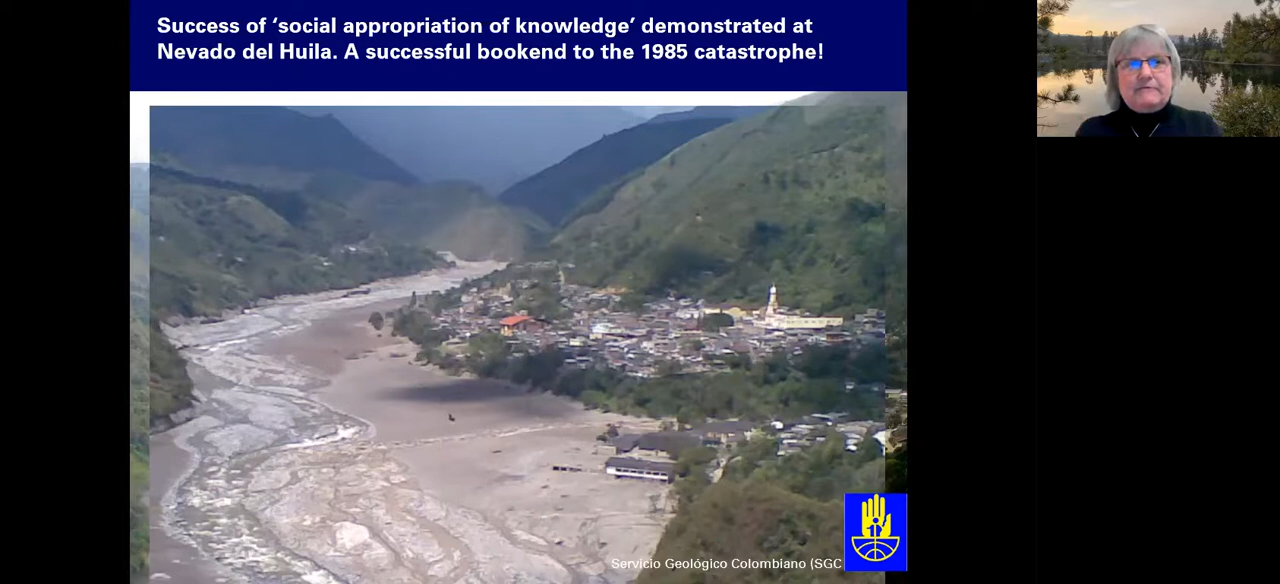 Success of ‘social appropriation of knowledge’ demonstrated at
Nevado del Huila. A successful bookend to the 1985 catastrophe!
Servicio Geológico Colombiano (SGC